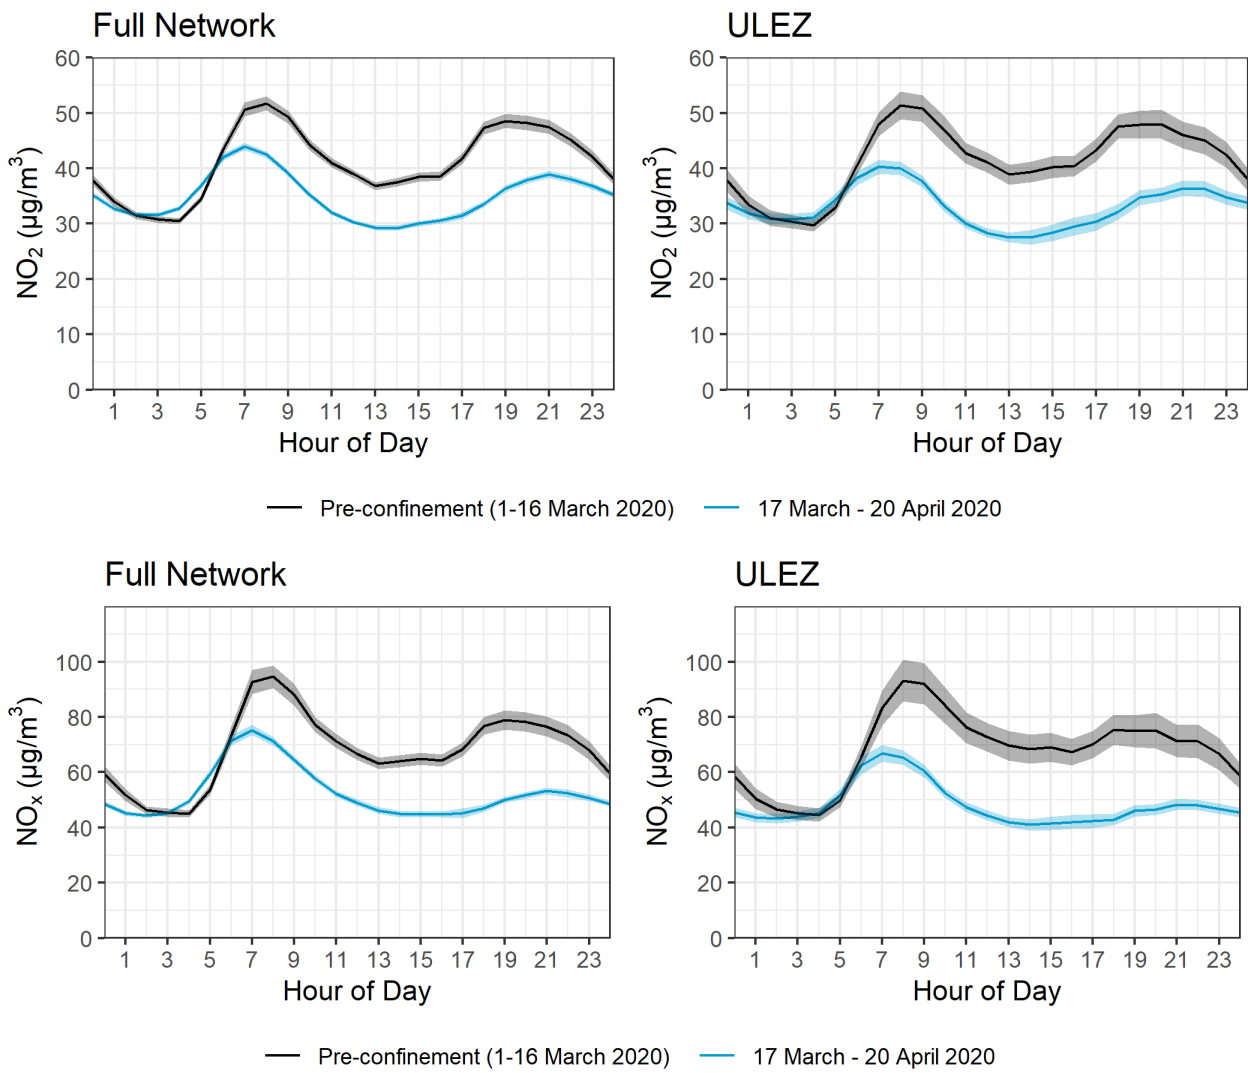 Full Network
ULEZ
60
50
40
30
20
10
0
NO₂ (µg/m³)
1 3 5 7 9 11 13 15 17 19 21 23
Hour of Day
60
50
40
30
20
10
0
NO₂ (µg/m³)
1 3 5 7 9 11 13 15 17 19 21 23
Hour of Day
Pre-confinement (1-16 March 2020) 17 March - 20 April 2020
Full Network
ULEZ
100
80
60
40
20
0
NOₓ (µg/m³)
1 3 5 7 9 11 13 15 17 19 21 23
Hour of Day
100
80
60
40
20
0
NOₓ (µg/m³)
1 3 5 7 9 11 13 15 17 19 21 23
Hour of Day
Pre-confinement (1-16 March 2020) 17 March - 20 April 2020